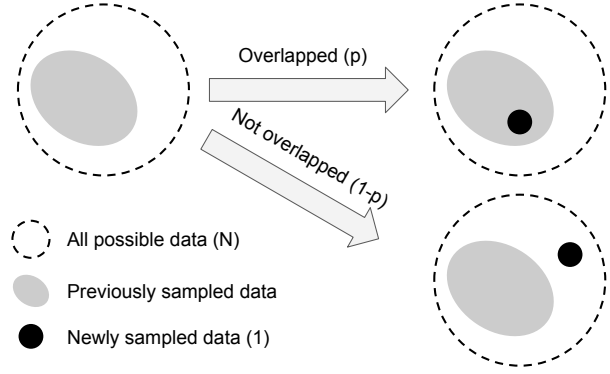 Overlapped (p)
Not overlapped (1-p)
All possible data (N)
Previously sampled data
Newly sampled data (1)